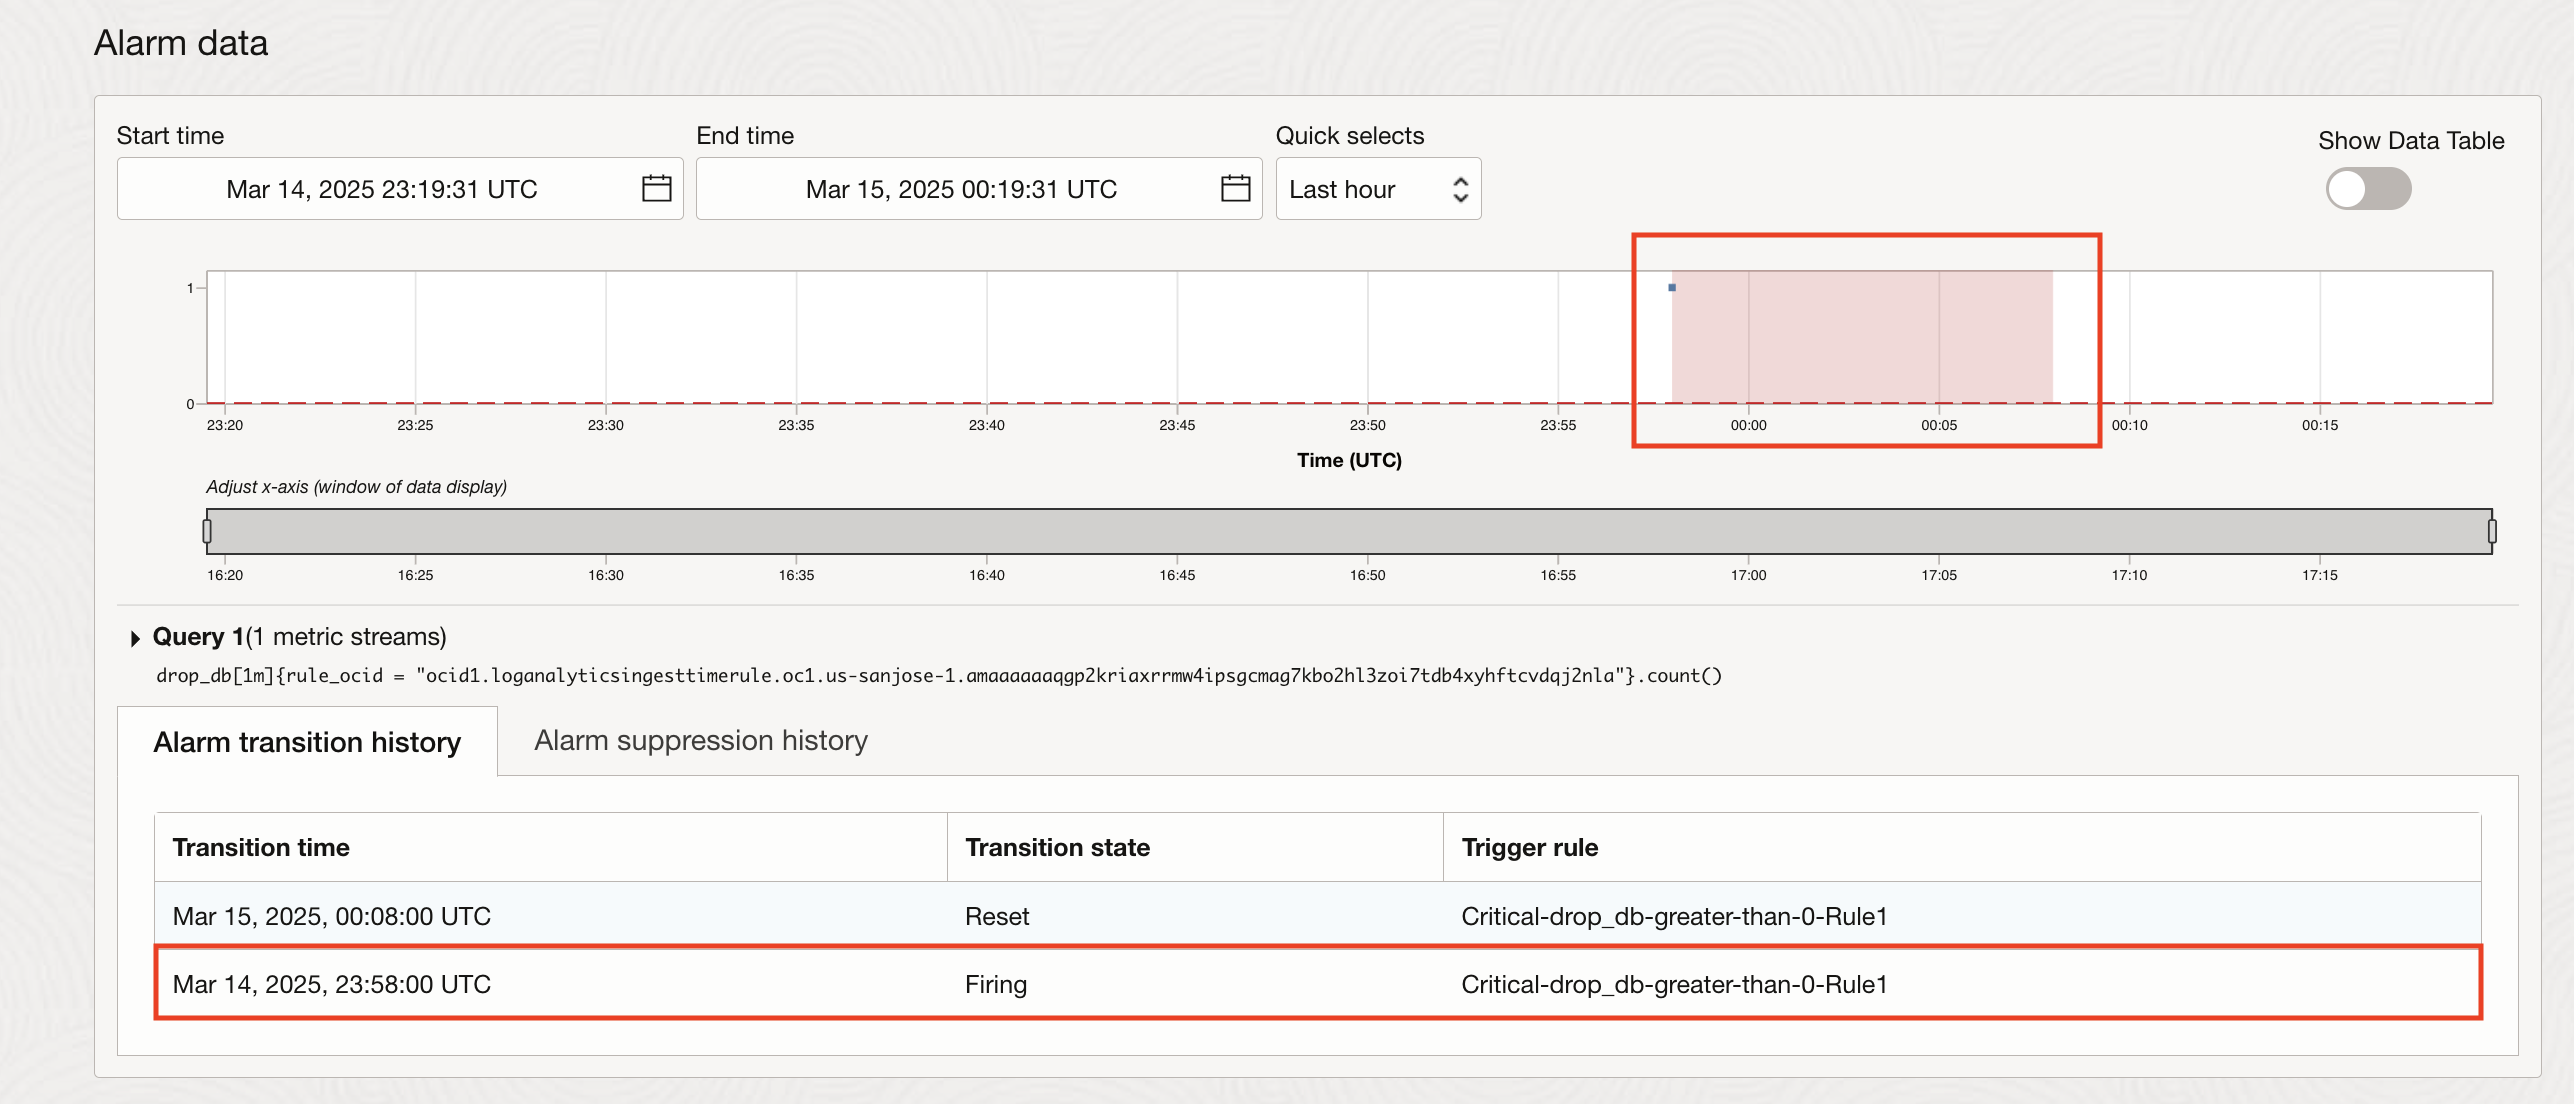 Alarm data
Start time
End time
Quick selects
Show Data Table
Mar 14, 2025 23:19:31 UTC
Mar 15, 2025 00:19:31 UTC
Last hour
1
0
23:20 23:25 23:30 23:35 23:40 23:45 23:50 23:55 00:00 00:05 00:10 00:15
Time (UTC)
Adjust x-axis (window of data display)
16:20 16:25 16:30 16:35 16:40 16:45 16:50 16:55 17:00 17:05 17:10 17:15
Query 1(1 metric streams)
drop_db[1m]{rule_ocid = "ocid1.loganalyticsingesttimerule.oc1.us-sanjose-1.amaaaaaaqgp2kriaxrrmw4ipsgcmag7kbo2hl3zoi7tdb4xyhftcvdqj2nla"}.count()
Alarm transition history
Alarm suppression history
Transition time Transition state Trigger rule
Mar 15, 2025, 00:08:00 UTC Reset Critical-drop_db-greater-than-0-Rule1
Mar 14, 2025, 23:58:00 UTC Firing Critical-drop_db-greater-than-0-Rule1